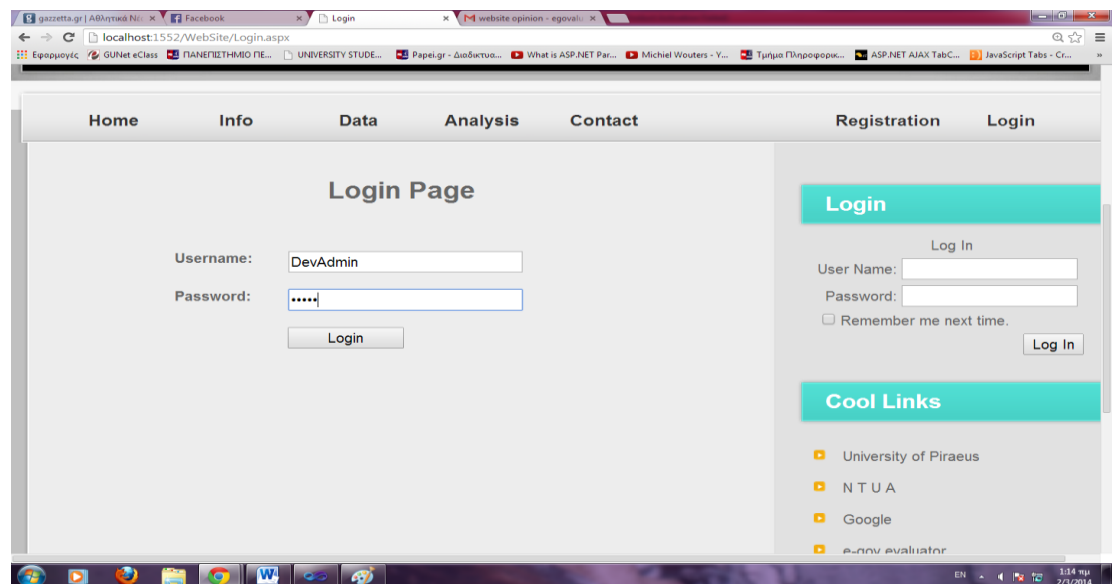 gazzetta.gr | Αθλητικά Νέ
Facebook
Login
website opinion - egovalu
localhost:1552/WebSite/Login.aspx
Εφαρμογές
GUNet eClass
ΠΑΝΕΠΙΣΤΗΜΙΟ ΠΕ...
UNIVERSITY STUDE...
Papei.gr - Διαδικτυα...
What is ASP.NET Par...
Michiel Wouters - Y...
Τμήμα Πληροφορικ...
ASP.NET AJAX TabC...
JavaScript Tabs - Cr...
Home
Info
Data
Analysis
Contact
Registration
Login
Login Page
Username:
DevAdmin
Password:
•••••
Login
Login
Log In
User Name:
Password:
Remember me next time.
Log In
Cool Links
University of Piraeus
N T U A
Google
e-gov evaluator
EN
1:14 πμ
2/3/2014